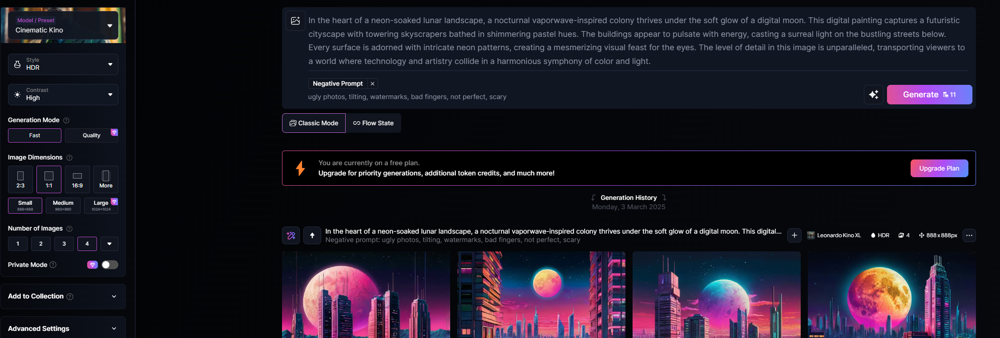 Model / Preset
Cinematic Kino
Style
HDR
Contrast
High
Generation Mode ?
Fast
Quality
Image Dimensions ?
2:3
1:1
16:9
More
Small
888×888
Medium
960×960
Large
1024×1024
Number of Images ?
1
2
3
4
Private Mode ?
Add to Collection ?
Advanced Settings
In the heart of a neon-soaked lunar landscape, a nocturnal vaporwave-inspired colony thrives under the soft glow of a digital moon. This digital painting captures a futuristic
cityscape with towering skyscrapers bathed in shimmering pastel hues. The buildings appear to pulsate with energy, casting a surreal light on the bustling streets below.
Every surface is adorned with intricate neon patterns, creating a mesmerizing visual feast for the eyes. The level of detail in this image is unparalleled, transporting viewers to
a world where technology and artistry collide in a harmonious symphony of color and light.
Negative Prompt
ugly photos, tilting, watermarks, bad fingers, not perfect, scary
Generate 11
Classic Mode
Flow State
You are currently on a free plan.
Upgrade for priority generations, additional token credits, and much more!
Upgrade Plan
Generation History
Monday, 3 March 2025
In the heart of a neon-soaked lunar landscape, a nocturnal vaporwave-inspired colony thrives under the soft glow of a digital moon. This digital...
Negative prompt: ugly photos, tilting, watermarks, bad fingers, not perfect, scary
Leonardo Kino XL
HDR
4
888 x 888px